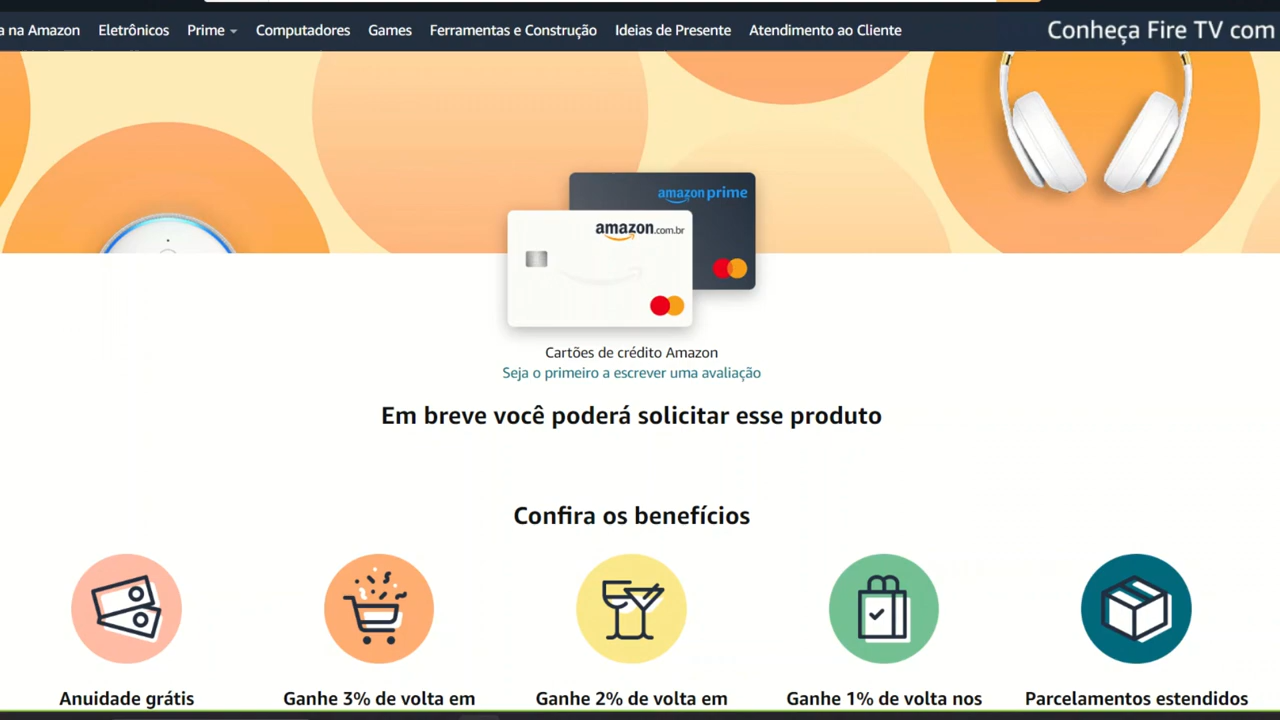 a na Amazon Eletrônicos Prime Computadores Games Ferramentas e Construção Ideias de Presente Atendimento ao Cliente Conheça Fire TV com
amazon prime
amazon.com.br
Cartões de crédito Amazon
Seja o primeiro a escrever uma avaliação
Em breve você poderá solicitar esse produto
Confira os benefícios
Anuidade grátis Ganhe 3% de volta em Ganhe 2% de volta em Ganhe 1% de volta nos Parcelamentos estendidos